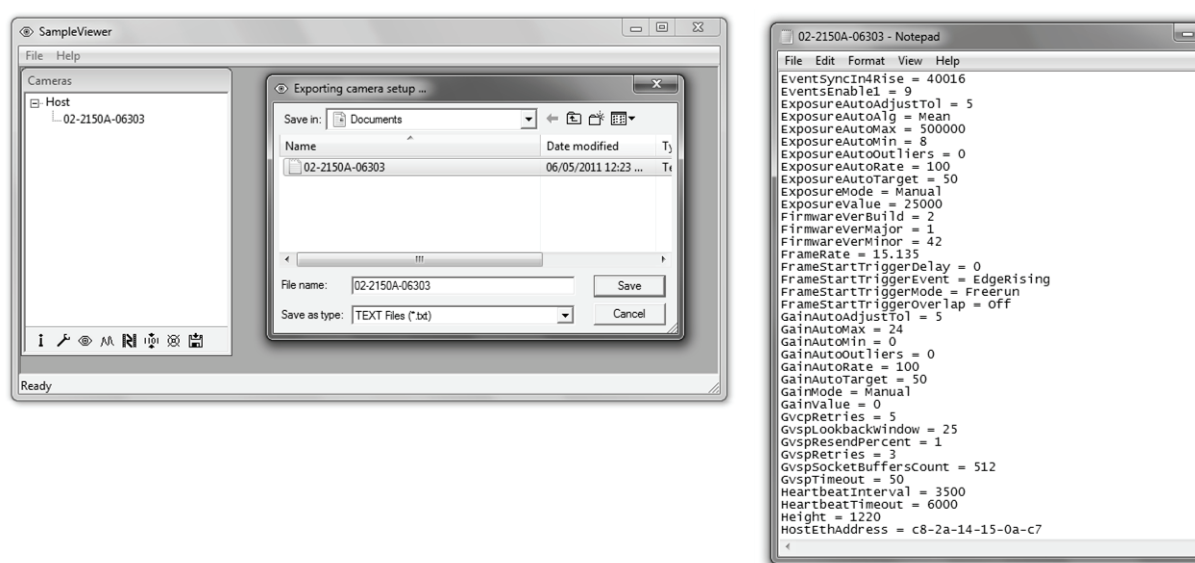 SampleViewer
File Help
Cameras
Host
02-2150A-06303
Ready
Exporting camera setup ...
Save in: Documents
Name Date modified Ty
02-2150A-06303 06/05/2011 12:23 ... Te
File name: 02-2150A-06303 Save
Save as type: TEXT Files (*.txt) Cancel
02-2150A-06303 - Notepad
File Edit Format View Help
EventSyncIn4Rise = 40016
EventsEnable1 = 9
ExposureAutoAdjustTol = 5
ExposureAutoAlg = Mean
ExposureAutoMax = 500000
ExposureAutoMin = 8
ExposureAutoOutliers = 0
ExposureAutoRate = 100
ExposureAutoTarget = 50
ExposureMode = Manual
ExposureValue = 25000
FirmwareVerBuild = 2
FirmwareVerMajor = 1
FirmwareVerMinor = 42
FrameRate = 15.135
FrameStartTriggerDelay = 0
FrameStartTriggerEvent = EdgeRising
FrameStartTriggerMode = Freerun
FrameStartTriggerOverlap = Off
GainAutoAdjustTol = 5
GainAutoMax = 24
GainAutoMin = 0
GainAutoOutliers = 0
GainAutoRate = 100
GainAutoTarget = 50
GainMode = Manual
GainValue = 0
GvcpRetries = 5
GvspLookbackWindow = 25
GvspResendPercent = 1
GvspRetries = 3
GvspSocketBuffersCount = 512
GvspTimeout = 50
HeartbeatInterval = 3500
HeartbeatTimeout = 6000
Height = 1220
HostEthAddress = c8-2a-14-15-0a-c7